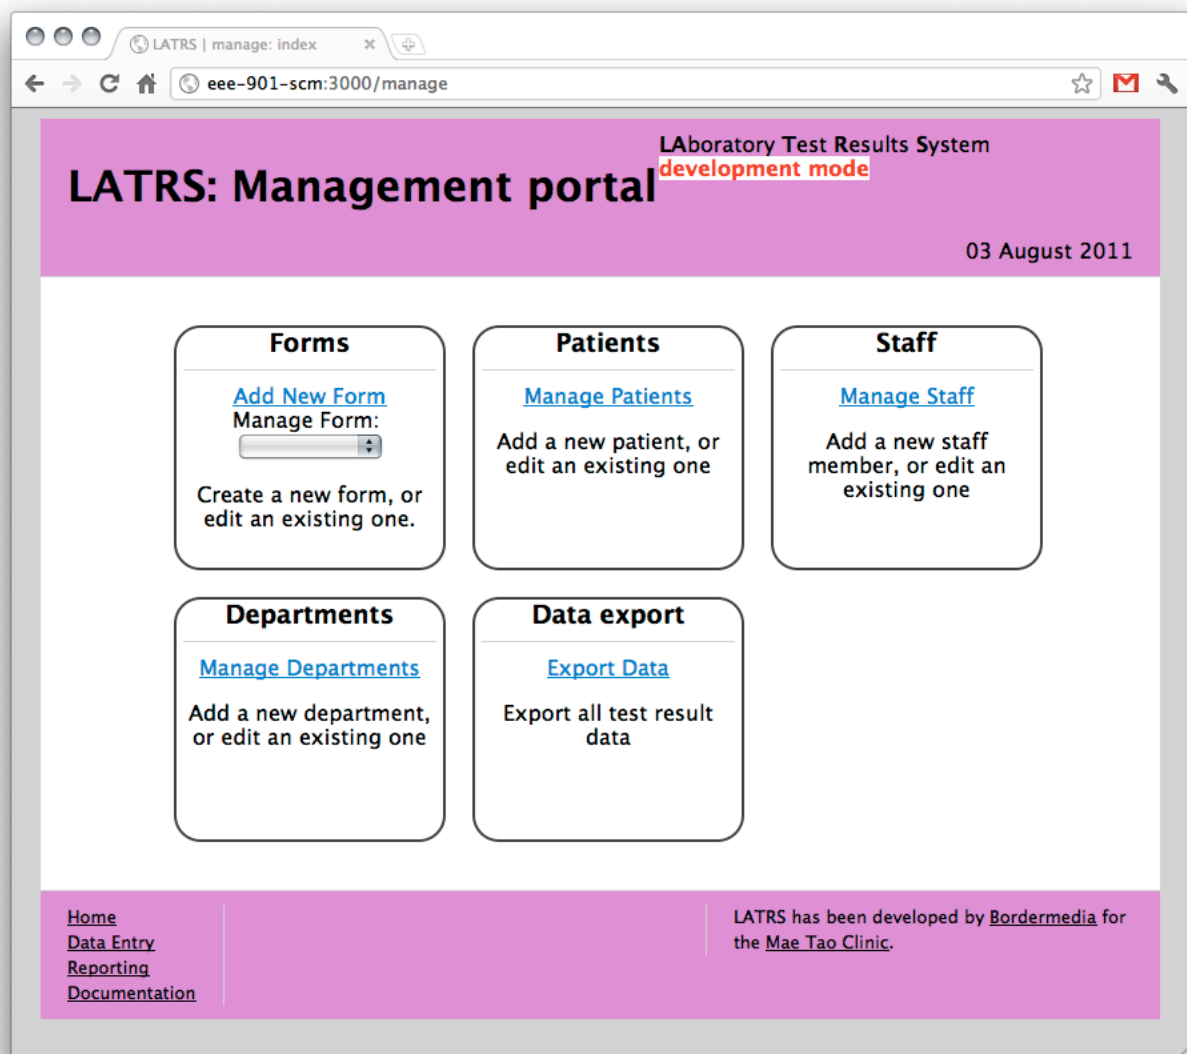 LATRS | manage: index
eee-901-scm:3000/manage
LATRS: Management portal
LAboratory Test Results System
development mode
03 August 2011
Forms
Add New Form
Manage Form:
Create a new form, or
edit an existing one.
Patients
Manage Patients
Add a new patient, or
edit an existing one
Staff
Manage Staff
Add a new staff
member, or edit an
existing one
Departments
Manage Departments
Add a new department,
or edit an existing one
Data export
Export Data
Export all test result
data
Home
Data Entry
Reporting
Documentation
LATRS has been developed by Bordermedia for
the Mae Tao Clinic.